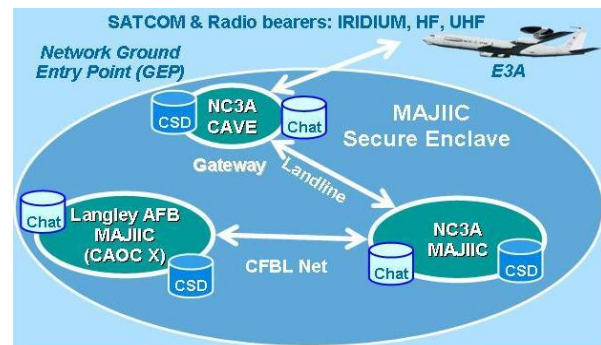 SATCOM & Radio bearers: IRIDIUM, HF, UHF
Network Ground
Entry Point (GEP)
E3A
CSD
NC3A
CAVE
Chat
MAJIIC
Secure Enclave
Gateway
Landline
Chat
Langley AFB
MAJIIC
(CAOC X)
CSD
CFBL Net
NC3A
MAJIIC
Chat
CSD